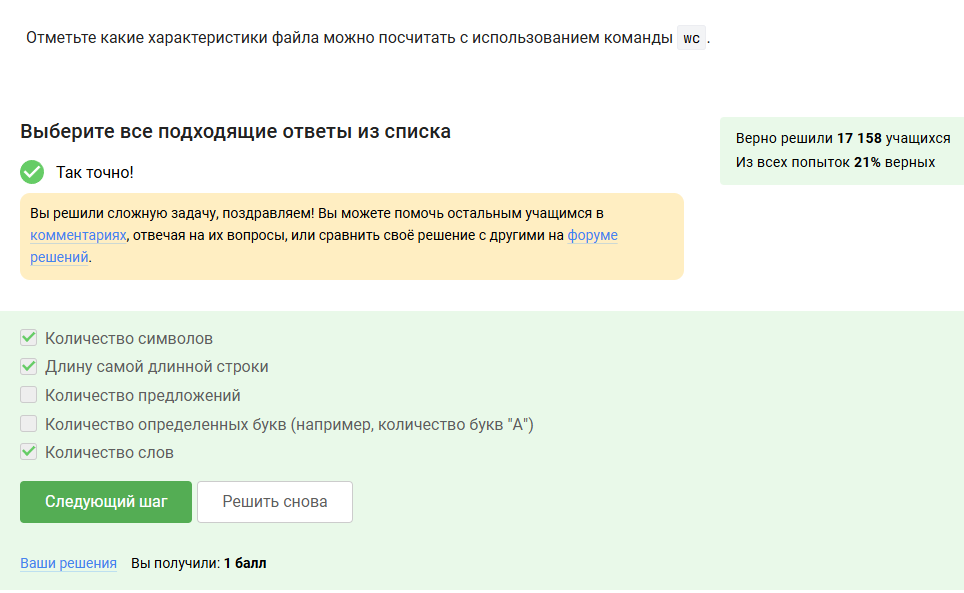 Отметьте какие характеристики файла можно посчитать с использованием команды wc.
Выберите все подходящие ответы из списка
Верно решили 17 158 учащихся
Из всех попыток 21% верных
Так точно!
Вы решили сложную задачу, поздравляем! Вы можете помочь остальным учащимся в
комментариях, отвечая на их вопросы, или сравнить своё решение с другими на форуме
решений.
Количество символов
Длину самой длинной строки
Количество предложений
Количество определенных букв (например, количество букв "A")
Количество слов
Следующий шаг
Решить снова
Ваши решения Вы получили: 1 балл